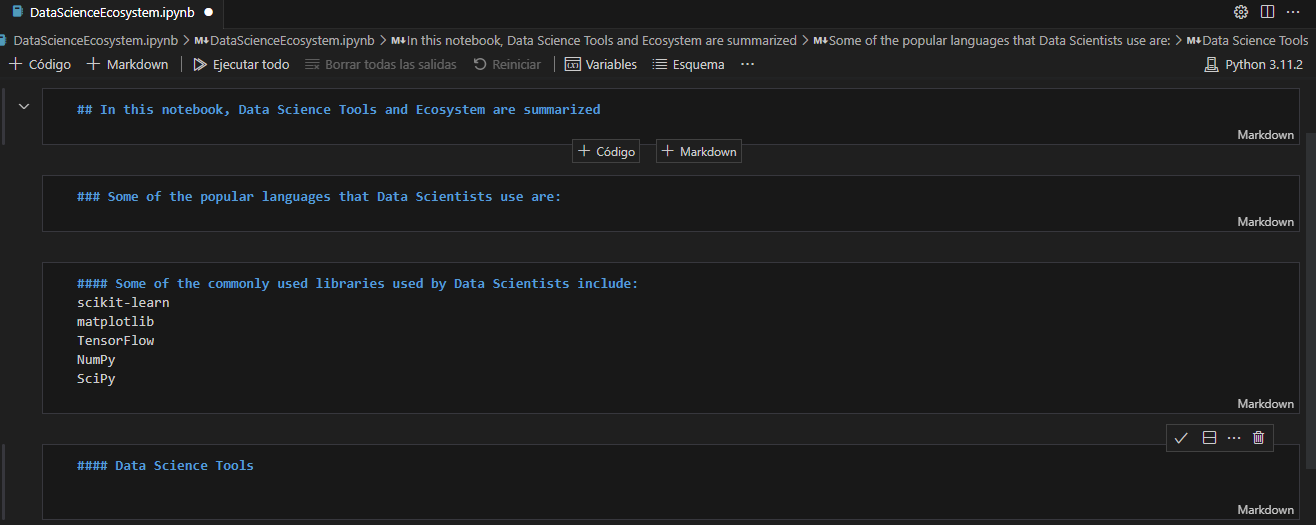 DataScienceEcosystem.ipynb
DataScienceEcosystem.ipynb > M↓DataScienceEcosystem.ipynb > M↓In this notebook, Data Science Tools and Ecosystem are summarized > M↓Some of the popular languages that Data Scientists use are: > M↓Data Science Tools
+ Código + Markdown Ejecutar todo Borrar todas las salidas Reiniciar Variables Esquema ··· Python 3.11.2
## In this notebook, Data Science Tools and Ecosystem are summarized
Markdown
+ Código + Markdown
### Some of the popular languages that Data Scientists use are:
Markdown
#### Some of the commonly used libraries used by Data Scientists include:
scikit-learn
matplotlib
TensorFlow
NumPy
SciPy
Markdown
#### Data Science Tools
Markdown